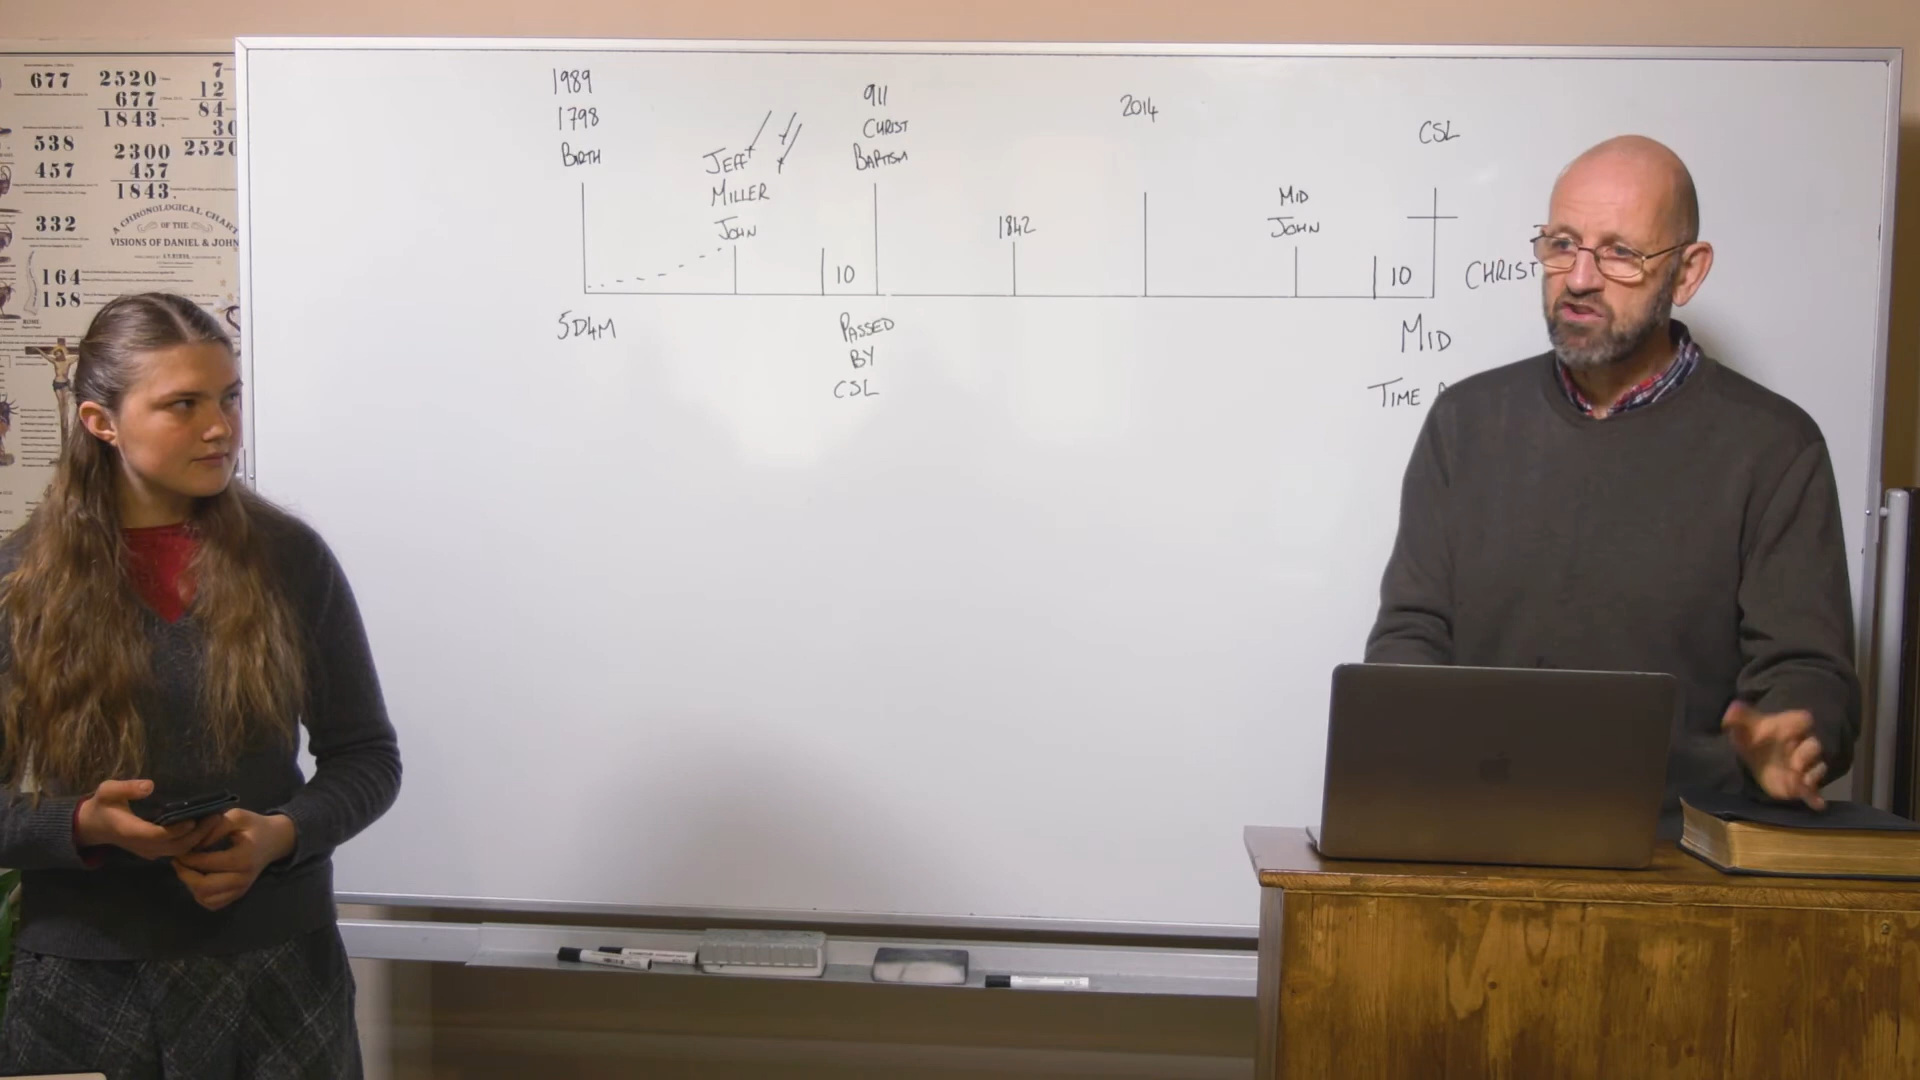 677
2520
677
1843.
7
12
84
30
2520
538
457
2300
457
1843.
332
A CHRONOLOGICAL CHART
OF THE
VISIONS OF DANIEL & JOHN
164
158
1989
1798
BIRTH
JEFF
MILLER
JOHN
911
CHRIST
BAPTISM
2014
CSL
1842
MID
JOHN
10
10
CHRIST
5D4M
PASSED
BY
CSL
MID
TIME